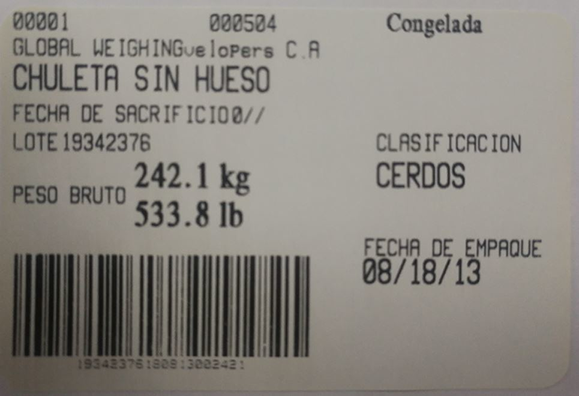 00001 000504 Congelada
GLOBAL WEIGHINGveloPers C.A
CHULETA SIN HUESO
FECHA DE SACRIFICIO0//
LOTE 19342376
CLASIFICACION
CERDOS
PESO BRUTO 242.1 kg
533.8 lb
FECHA DE EMPAQUE
08/18/13
19342376180813002421